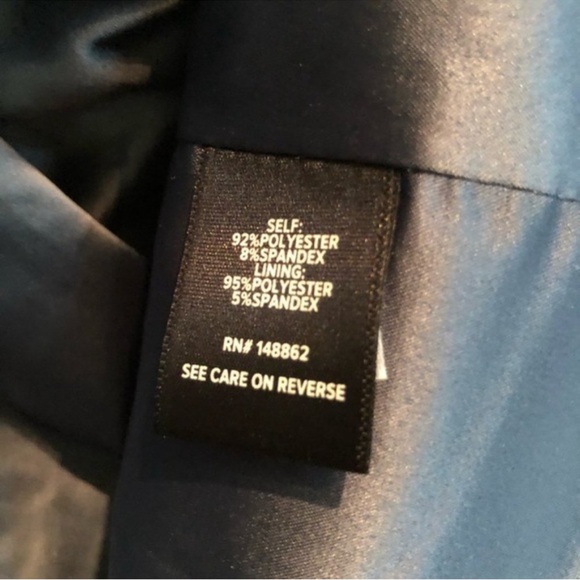 SELF:
92%POLYESTER
8%SPANDEX
LINING:
95%POLYESTER
5%SPANDEX
RN# 148862
SEE CARE ON REVERSE